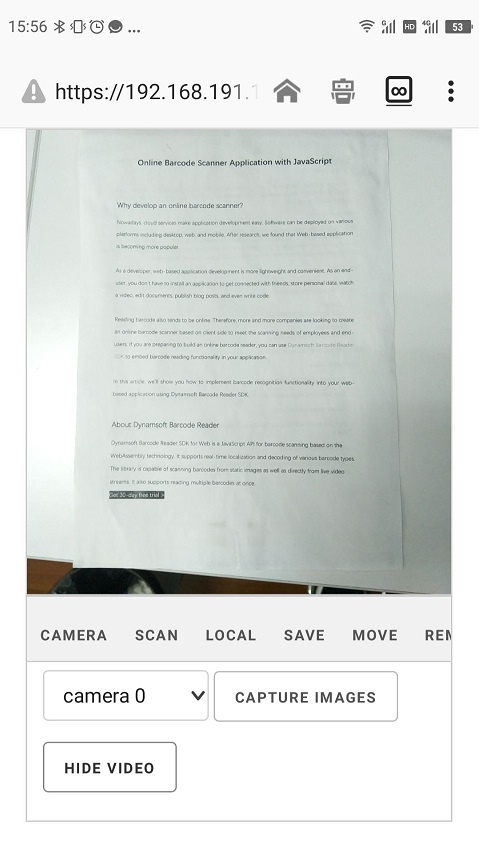 15:56 ... HD 4G 53
https://192.168.191.1
Online Barcode Scanner Application with JavaScript
Why develop an online barcode scanner?
Nowadays, cloud services make application development easy. Software can be deployed on various
platforms including desktop, web, and mobile. After research, we found that Web-based application
is becoming more popular.
As a developer, web-based application development is more lightweight and convenient. As an end-
user, you don't have to install an application to get connected with friends, store personal data, watch
a video, edit documents, publish blog posts, and even write code.
Reading barcode also tends to be online. Therefore, more and more companies are looking to create
an online barcode scanner based on client side to meet the scanning needs of employees and end-
users. If you are preparing to build an online barcode reader, you can use Dynamsoft Barcode Reader
SDK to embed barcode reading functionality in your application.
In this article, we'll show you how to implement barcode recognition functionality into your web-
based application using Dynamsoft Barcode Reader SDK.
About Dynamsoft Barcode Reader
Dynamsoft Barcode Reader SDK for Web is a JavaScript API for barcode scanning based on the
WebAssembly technology. It supports real-time localization and decoding of various barcode types.
The library is capable of scanning barcodes from static images as well as directly from live video
streams. It also supports reading multiple barcodes at once.
Get 30-day free trial >
CAMERA SCAN LOCAL SAVE MOVE REM
camera 0 CAPTURE IMAGES
HIDE VIDEO